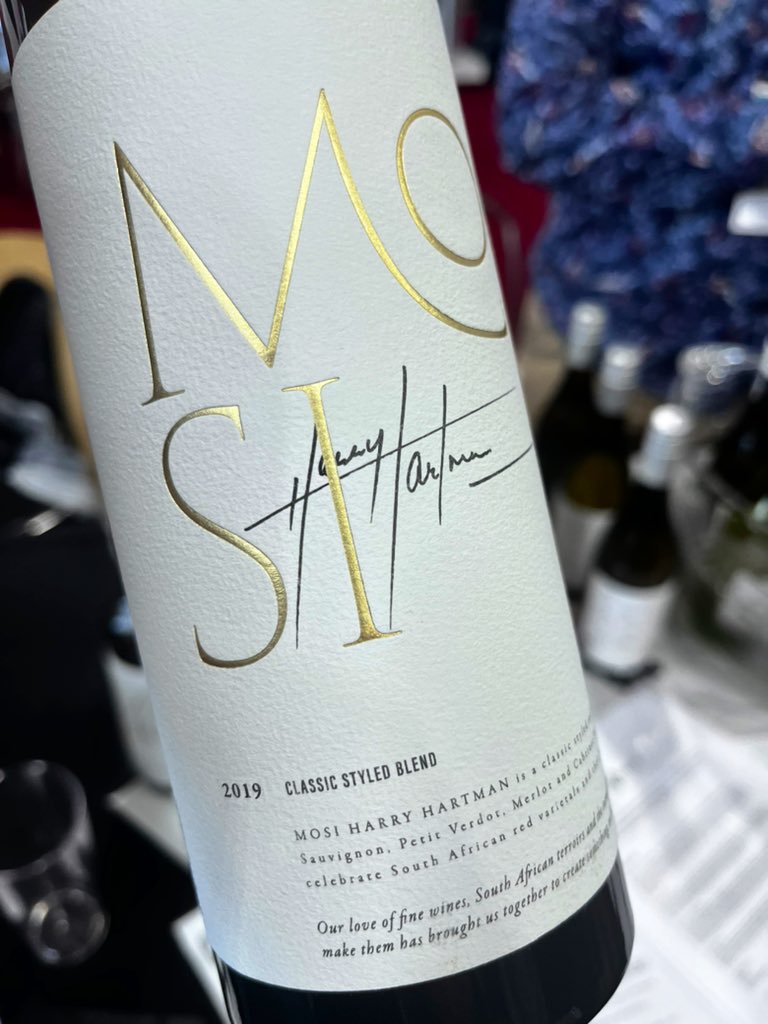 MO
SI
Harry Hartman
2019 CLASSIC STYLED BLEND
MOSI HARRY HARTMAN is a classic styled
Sauvignon, Petit Verdot, Merlot and
celebrate South African red varietals and
Our love of fine wines, South African terroirs and the
make them has brought us together to create something